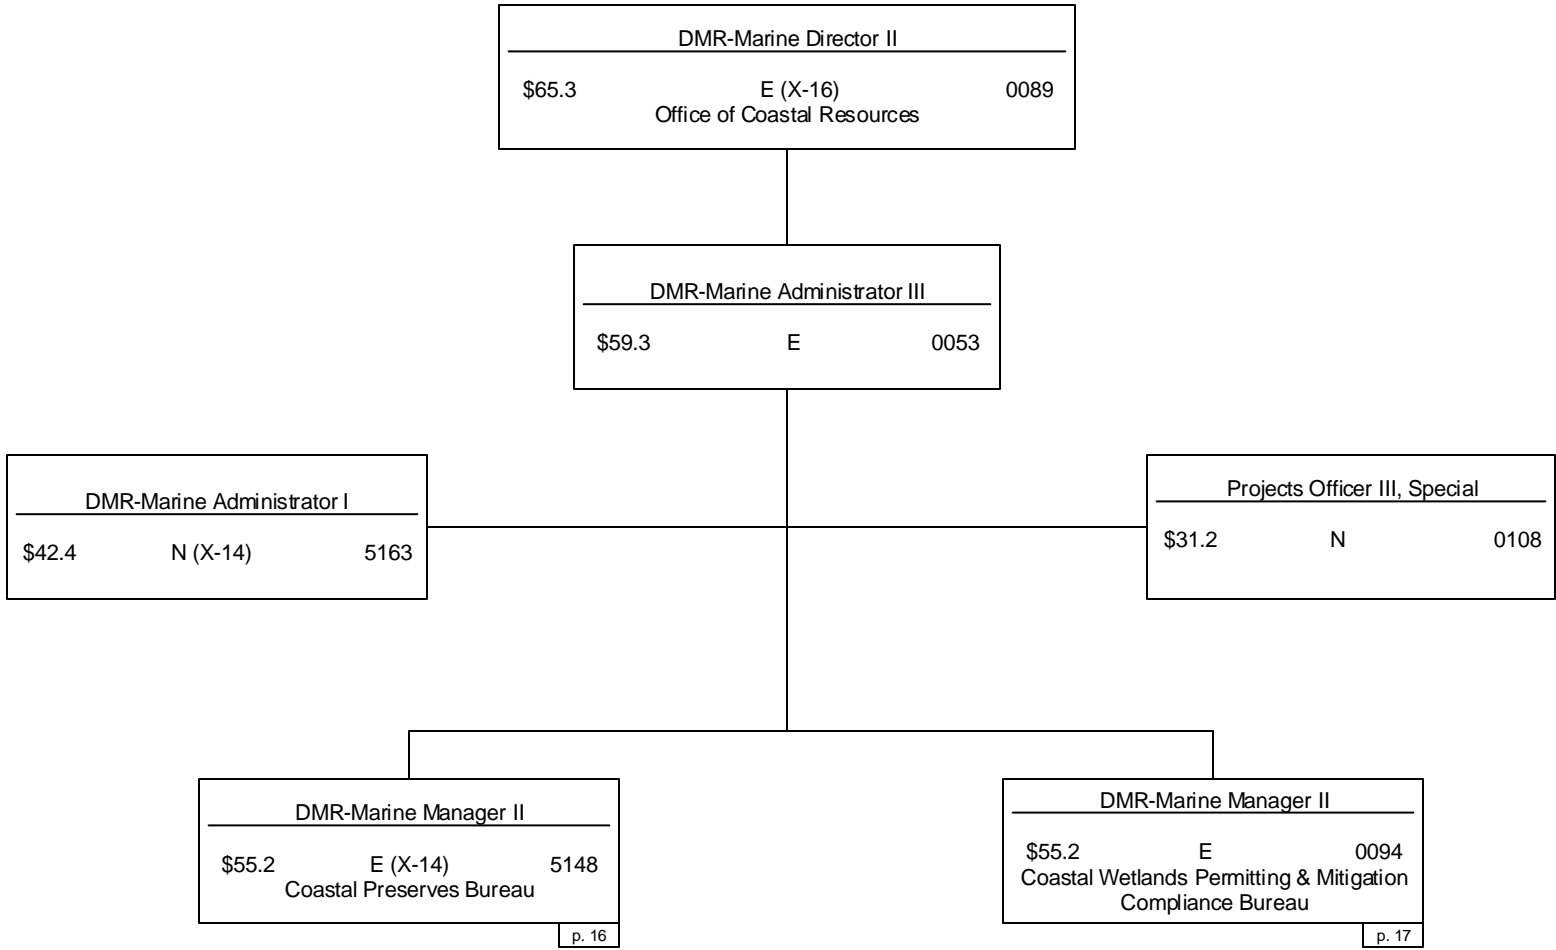 DMR-Marine Director II
$65.3 E (X-16) 0089
Office of Coastal Resources
DMR-Marine Administrator III
$59.3 E 0053
DMR-Marine Administrator I
$42.4 N (X-14) 5163
Projects Officer III, Special
$31.2 N 0108
DMR-Marine Manager II
$55.2 E (X-14) 5148
Coastal Preserves Bureau
p. 16
DMR-Marine Manager II
$55.2 E 0094
Coastal Wetlands Permitting & Mitigation
Compliance Bureau
p. 17